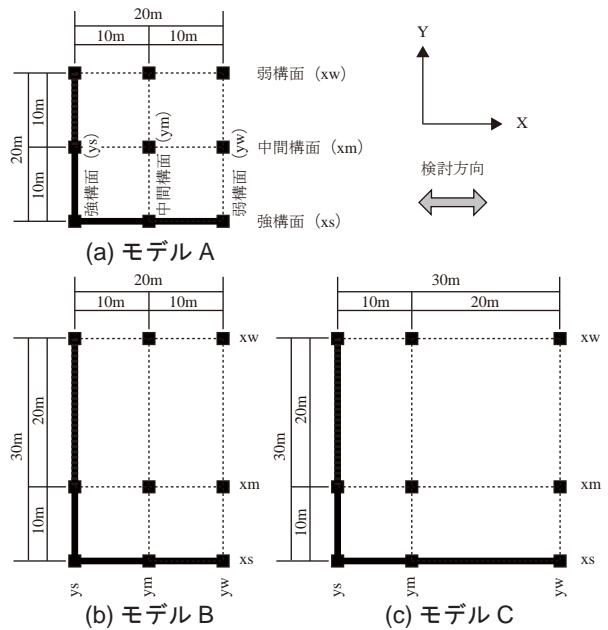 20m
10m 10m
Y
X
20m
10m
10m
弱構面（xw）
中間構面（xm）
強構面（xs）
強構面（ys）
中間構面（ym）
弱構面（yw）
検討方向
(a) モデル A
20m
10m 10m
30m
20m
10m
xw
xm
xs
ys
ym
yw
(b) モデル B
30m
10m 20m
30m
20m
10m
xw
xm
xs
ys
ym
yw
(c) モデル C